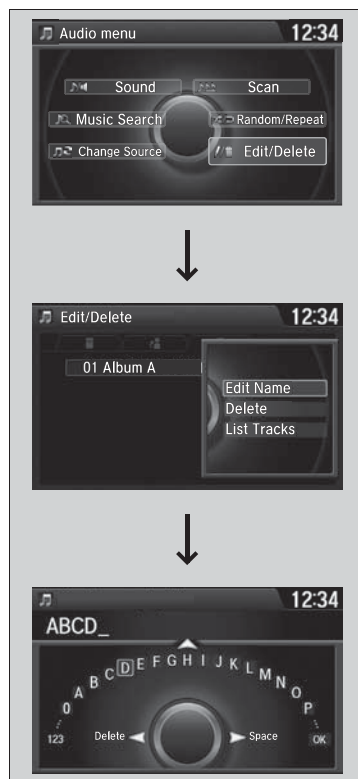 Audio menu 12:34
Sound Scan
Music Search Random/Repeat
Change Source Edit/Delete
Edit/Delete 12:34
01 Album A
Edit Name
Delete
List Tracks
12:34
ABCD_
0 A B C D E F G H I J K L M N O P
123 Delete Space OK